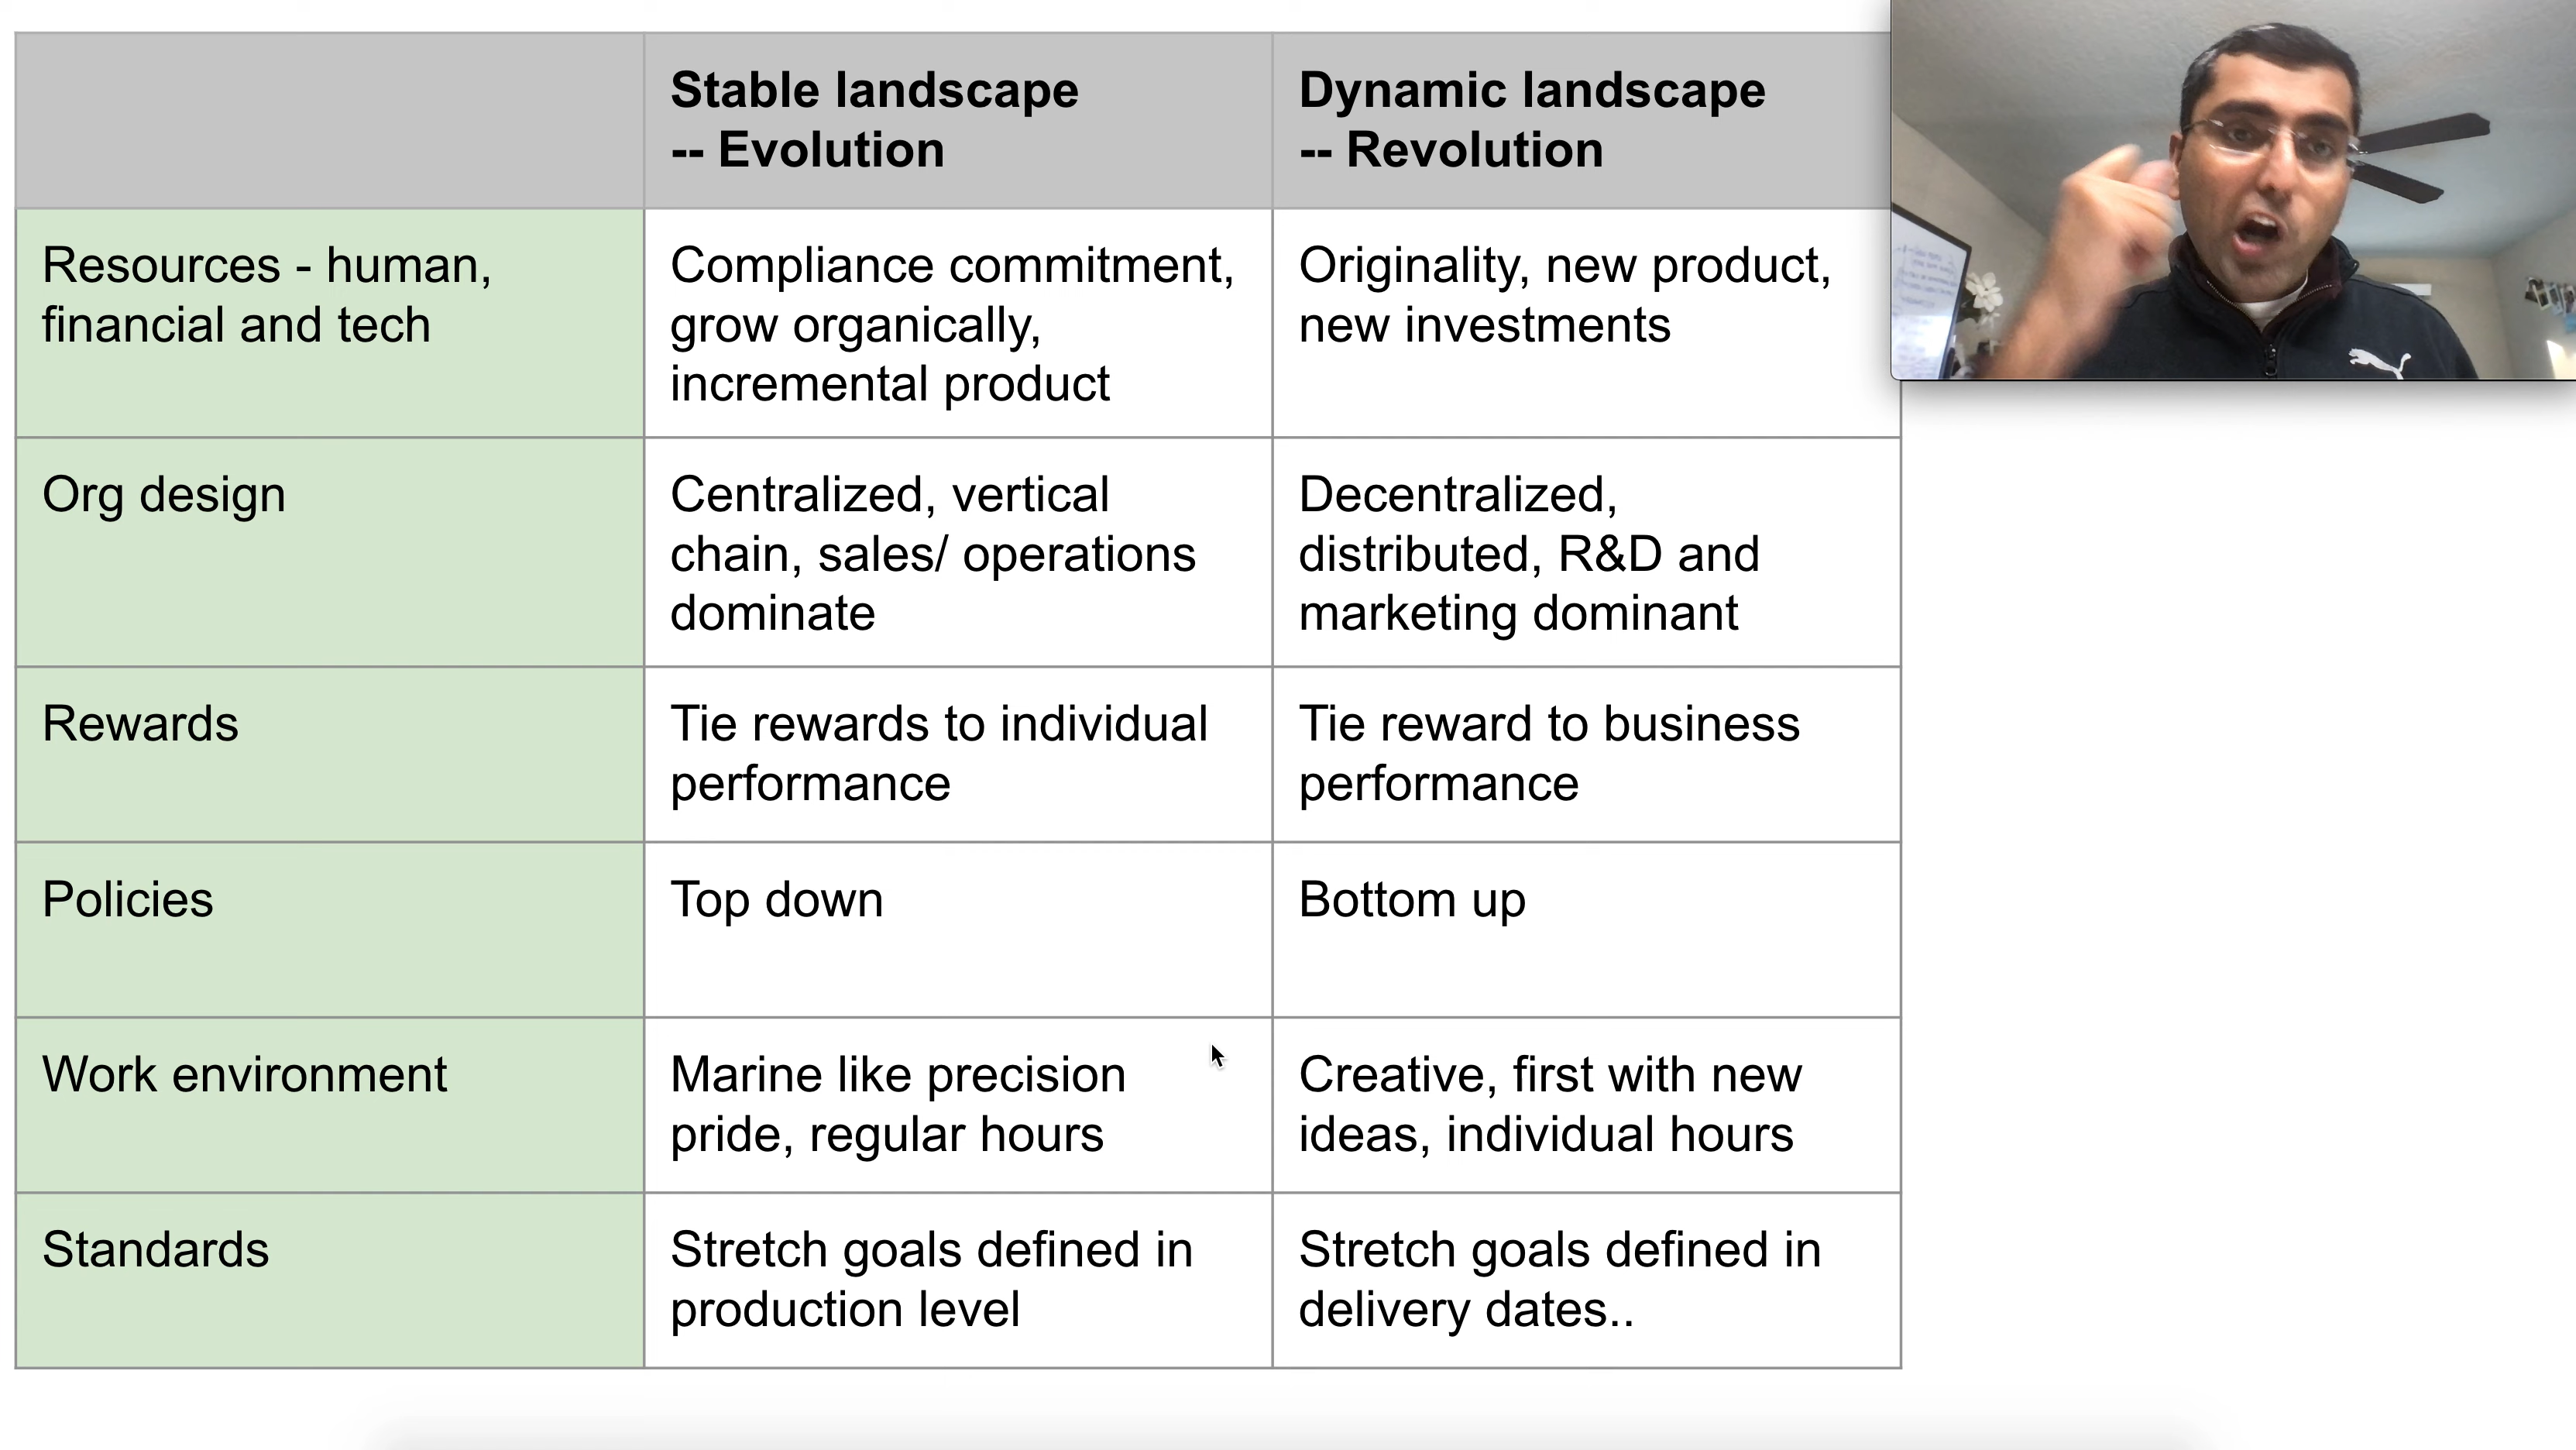 Stable landscape
-- Evolution
Dynamic landscape
-- Revolution
Resources - human,
financial and tech
Compliance commitment,
grow organically,
incremental product
Originality, new product,
new investments
Org design
Centralized, vertical
chain, sales/ operations
dominate
Decentralized,
distributed, R&D and
marketing dominant
Rewards
Tie rewards to individual
performance
Tie reward to business
performance
Policies
Top down
Bottom up
Work environment
Marine like precision
pride, regular hours
Creative, first with new
ideas, individual hours
Standards
Stretch goals defined in
production level
Stretch goals defined in
delivery dates..